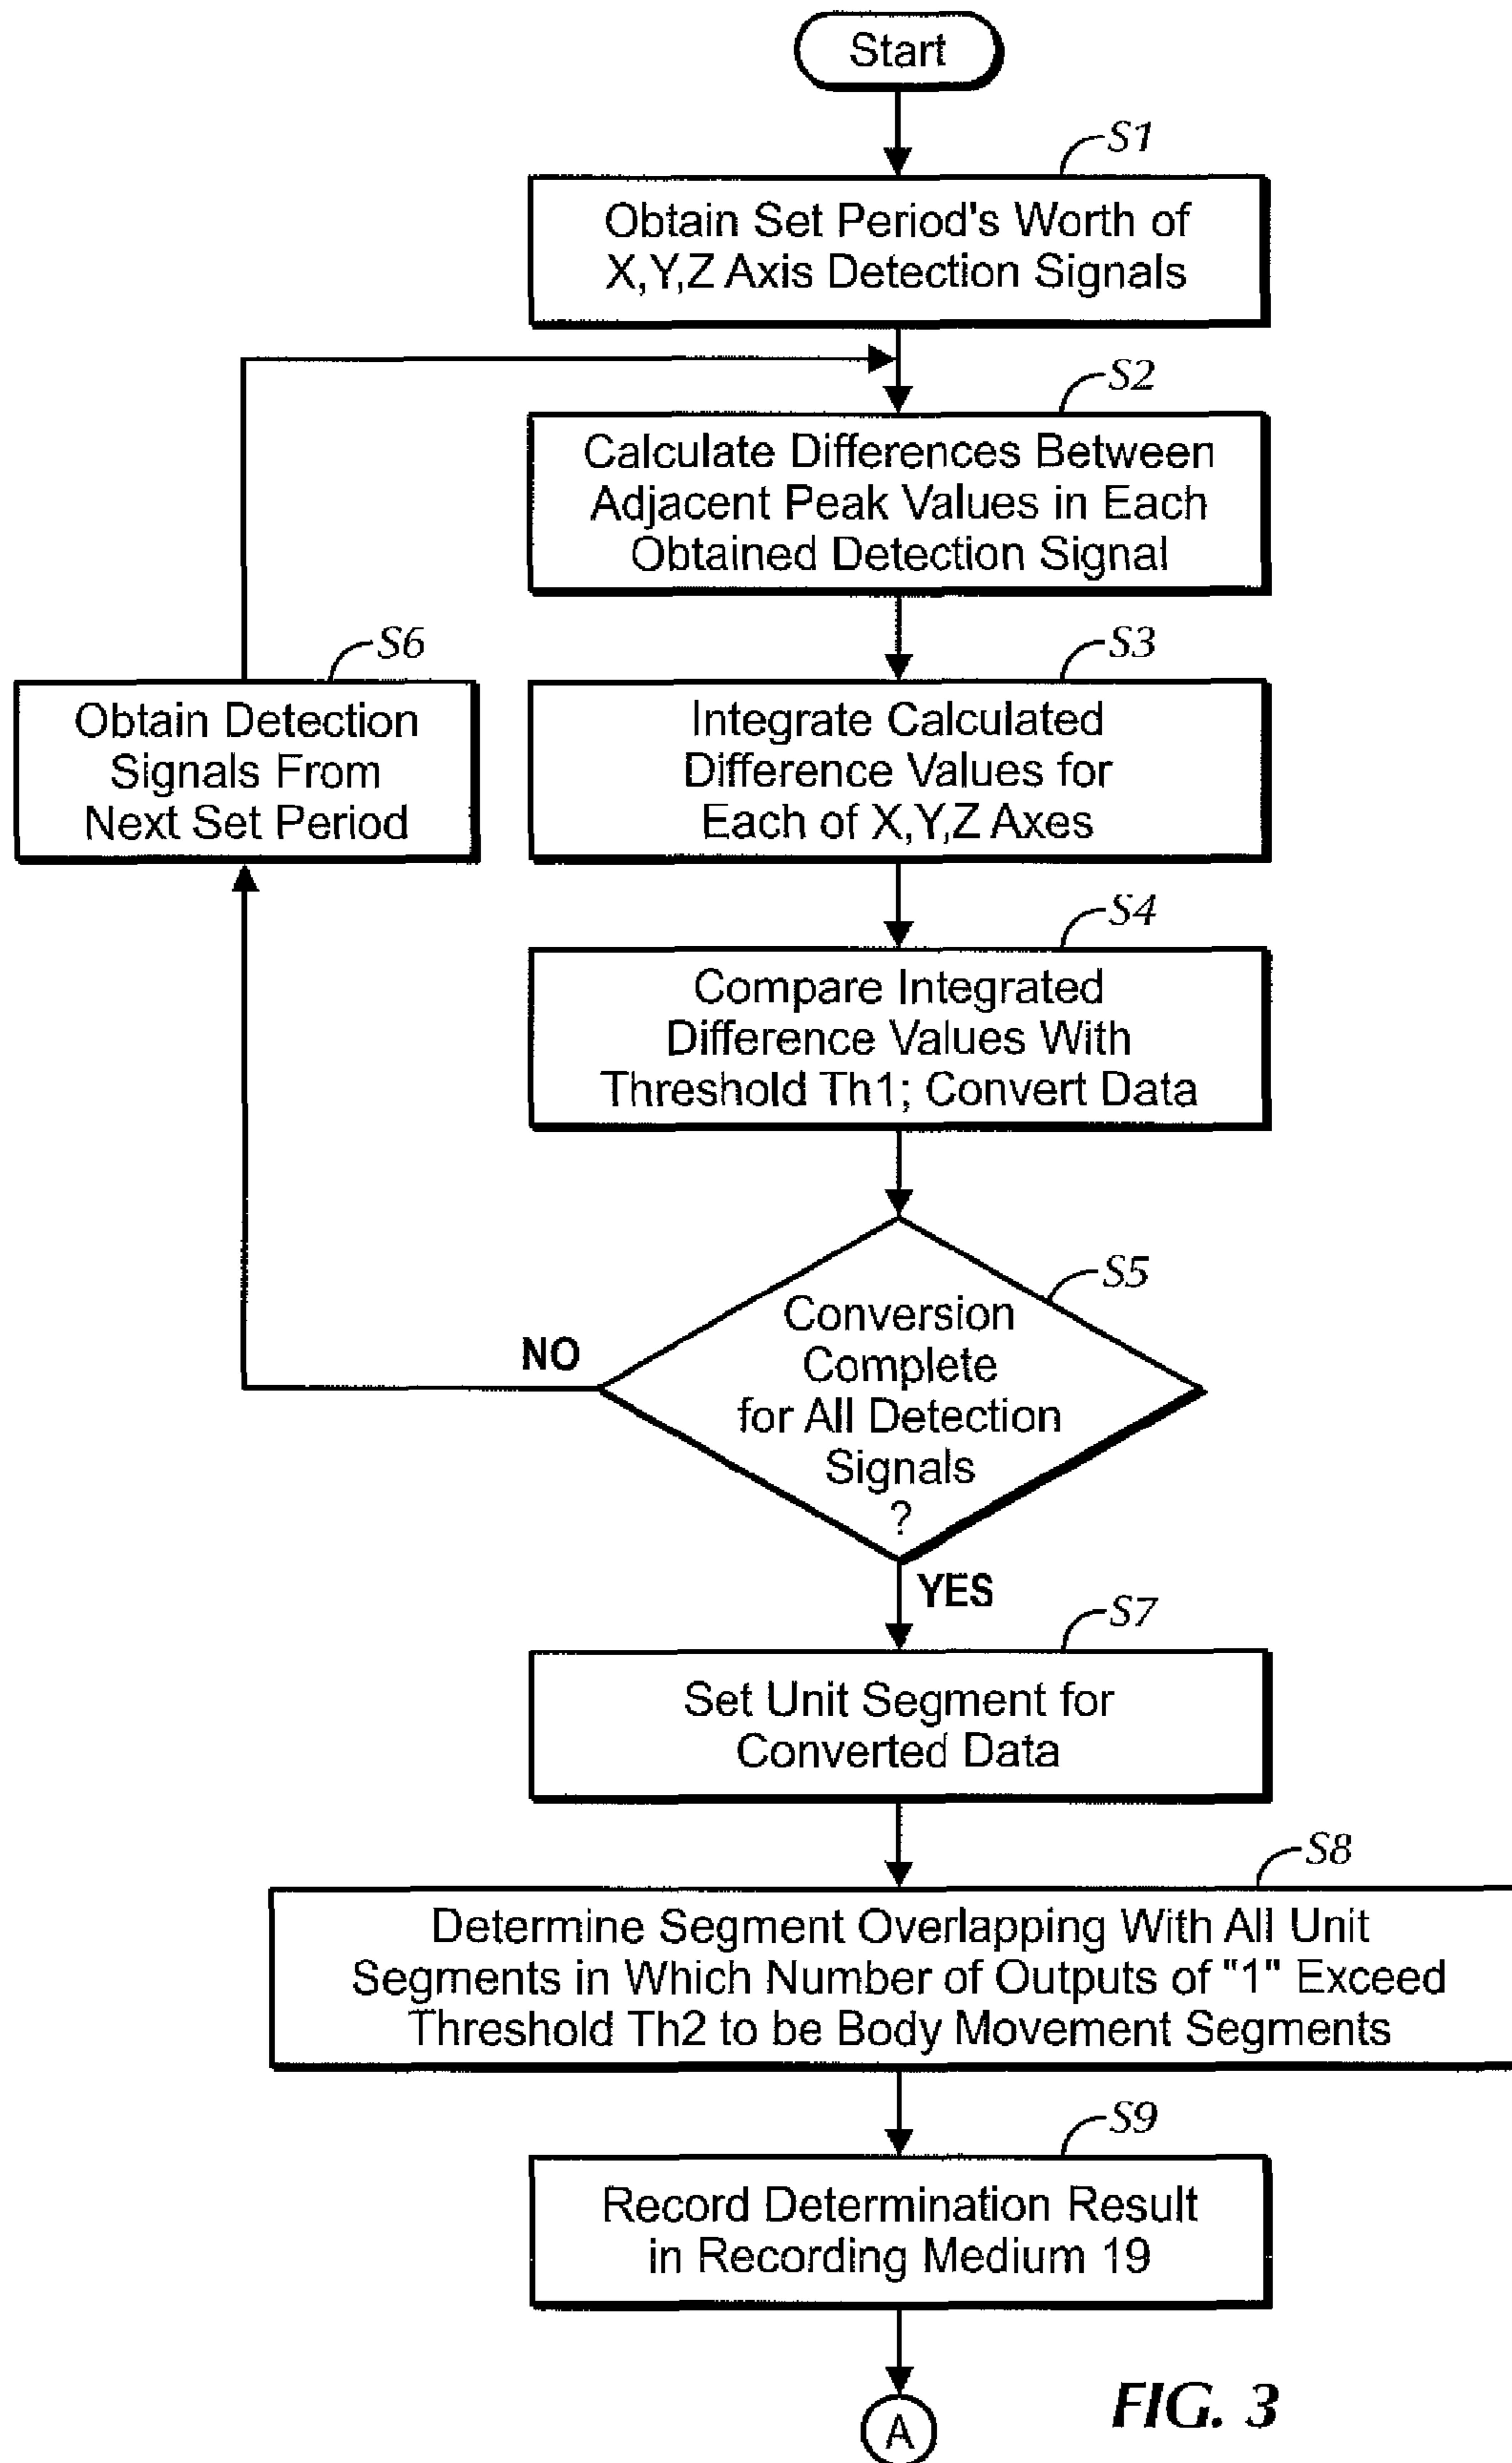 Start
S1
Obtain Set Period's Worth of
X,Y,Z Axis Detection Signals
S2
Calculate Differences Between
Adjacent Peak Values in Each
Obtained Detection Signal
S6
Obtain Detection
Signals From
Next Set Period
S3
Integrate Calculated
Difference Values for
Each of X,Y,Z Axes
S4
Compare Integrated
Difference Values With
Threshold Th1; Convert Data
S5
Conversion
Complete
for All Detection
Signals
?
NO
YES
S7
Set Unit Segment for
Converted Data
S8
Determine Segment Overlapping With All Unit
Segments in Which Number of Outputs of "1" Exceed
Threshold Th2 to be Body Movement Segments
S9
Record Determination Result
in Recording Medium 19
A
FIG. 3